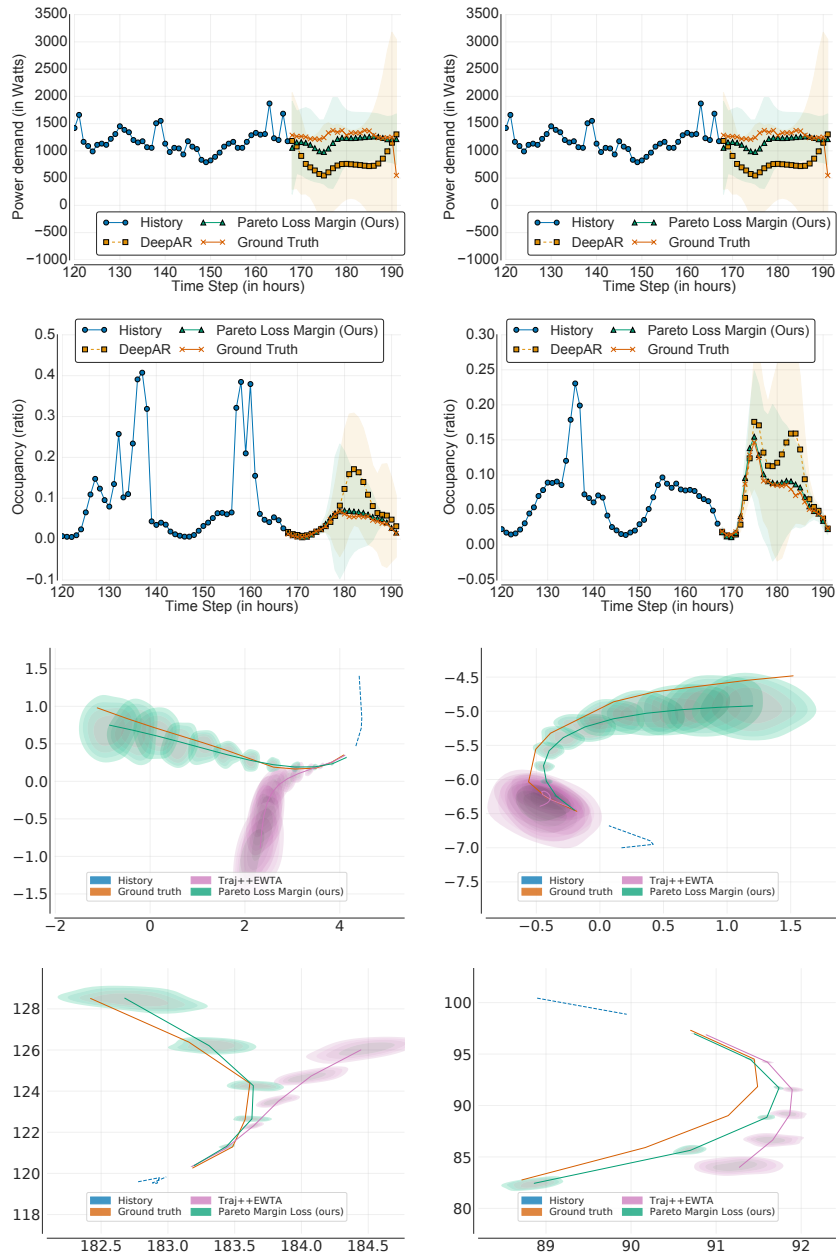 3500
3000
2500
2000
1500
1000
500
0
−500
−1000
Power demand (in Watts)
History
Pareto Loss Margin (Ours)
DeepAR
Ground Truth
120 130 140 150 160 170 180 190
Time Step (in hours)
3500
3000
2500
2000
1500
1000
500
0
−500
−1000
Power demand (in Watts)
History
Pareto Loss Margin (Ours)
DeepAR
Ground Truth
120 130 140 150 160 170 180 190
Time Step (in hours)
0.5
0.4
0.3
0.2
0.1
0.0
−0.1
Occupancy (ratio)
History
Pareto Loss Margin (Ours)
DeepAR
Ground Truth
120 130 140 150 160 170 180 190
Time Step (in hours)
0.30
0.25
0.20
0.15
0.10
0.05
0.00
−0.05
Occupancy (ratio)
History
Pareto Loss Margin (Ours)
DeepAR
Ground Truth
120 130 140 150 160 170 180 190
Time Step (in hours)
1.5
1.0
0.5
0.0
−0.5
−1.0
−1.5
History
Traj++EWTA
Ground truth
Pareto Loss Margin (ours)
−2 0 2 4
−4.5
−5.0
−5.5
−6.0
−6.5
−7.0
−7.5
History
Traj++EWTA
Ground truth
Pareto Loss Margin (ours)
−0.5 0.0 0.5 1.0 1.5
128
126
124
122
120
118
History
Traj++EWTA
Ground truth
Pareto Margin Loss (ours)
182.5 183.0 183.5 184.0 184.5
100
95
90
85
80
History
Traj++EWTA
Ground truth
Pareto Margin Loss (ours)
89 90 91 92